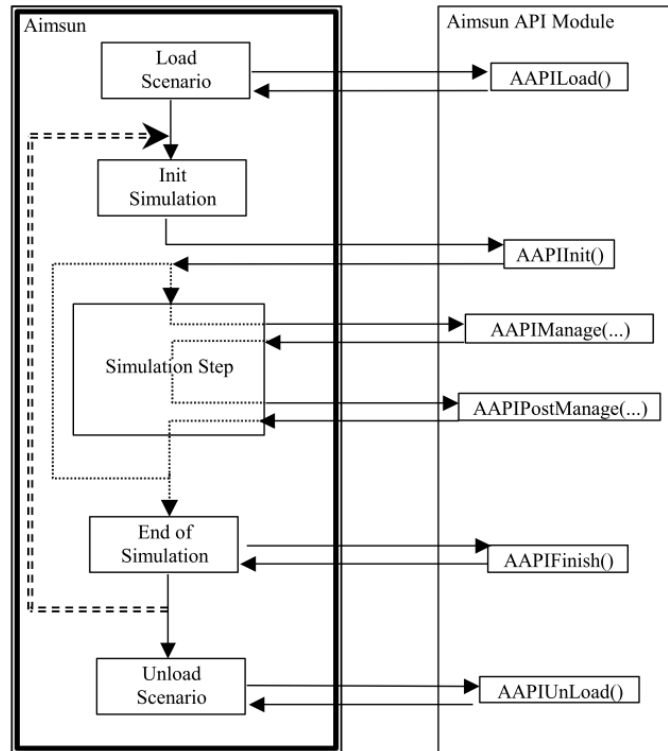 Aimsun
Aimsun API Module
Load
Scenario
AAPILoad()
Init
Simulation
AAPIInit()
AAPIManage(...)
Simulation Step
AAPIPostManage(...)
End of
Simulation
AAPIFinish()
Unload
Scenario
AAPIUnLoad()